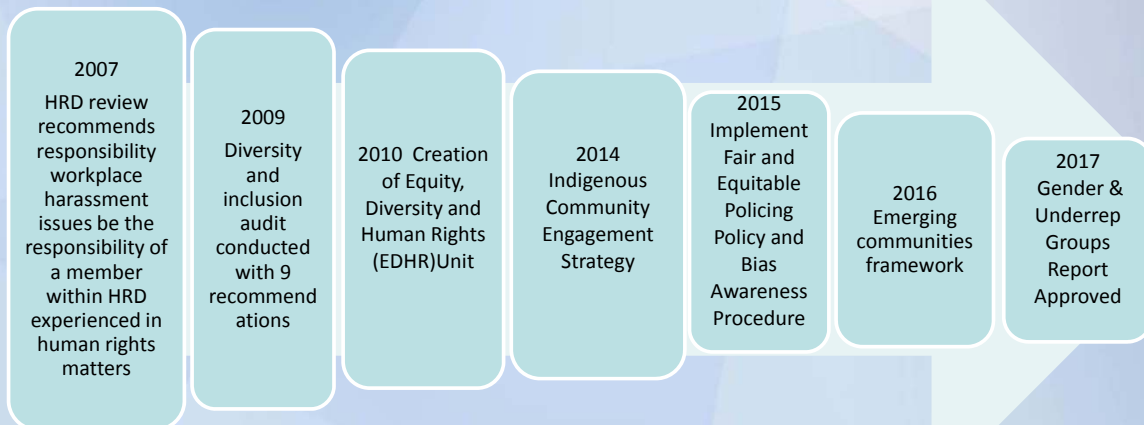 2007
HRD review
recommends
responsibility
workplace
harassment
issues be the
responsibility of
a member
within HRD
experienced in
human rights
matters
2009
Diversity
and
inclusion
audit
conducted
with 9
recommend
ations
2010  Creation
of Equity,
Diversity and
Human Rights
(EDHR)Unit
2014
Indigenous
Community
Engagement
Strategy
2015
Implement
Fair and
Equitable
Policing
Policy and
Bias
Awareness
Procedure
2016
Emerging
communities
framework
2017
Gender &
Underrep
Groups
Report
Approved